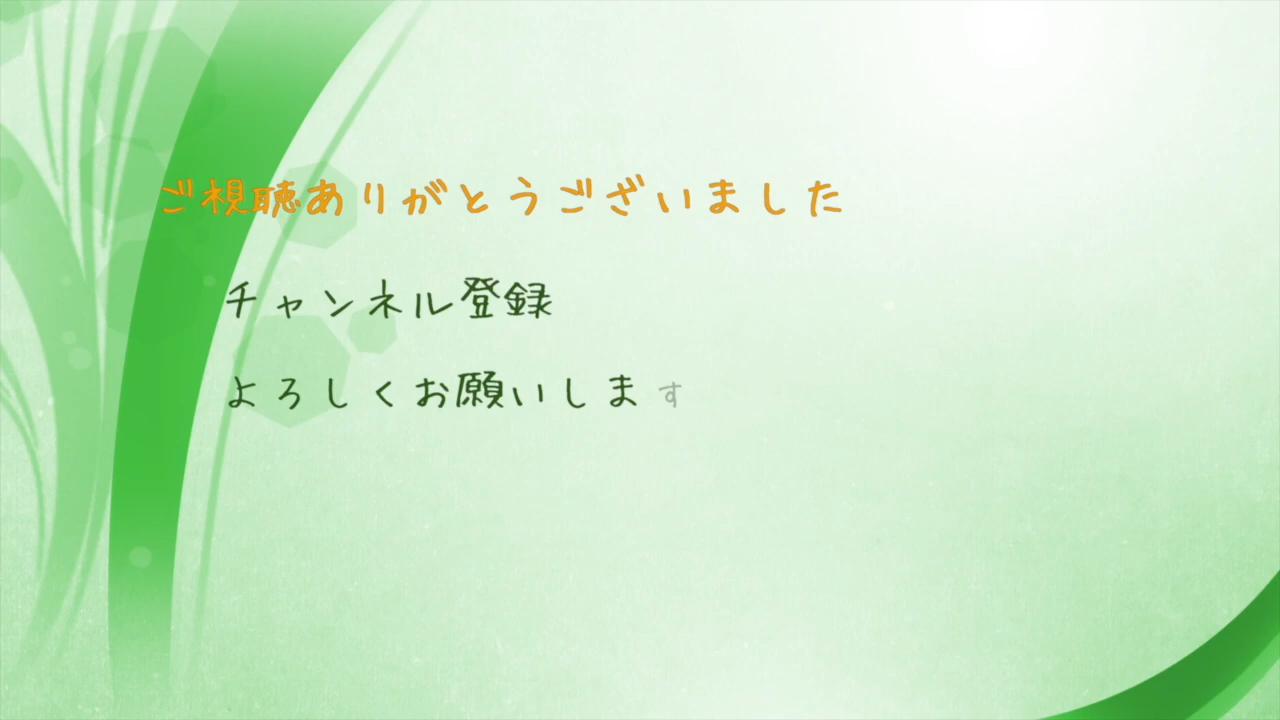 ご視聴ありがとうございました
チャンネル登録
よろしくお願いします